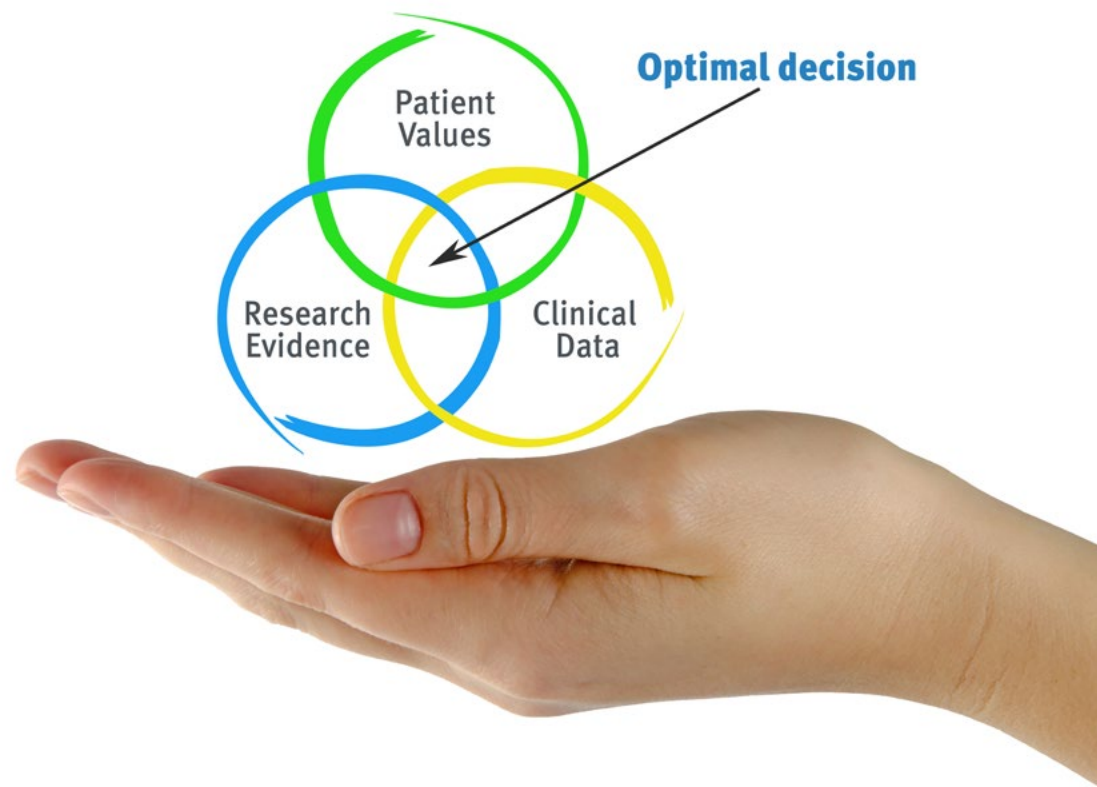 Optimal decision
Patient
Values
Research
Evidence
Clinical
Data